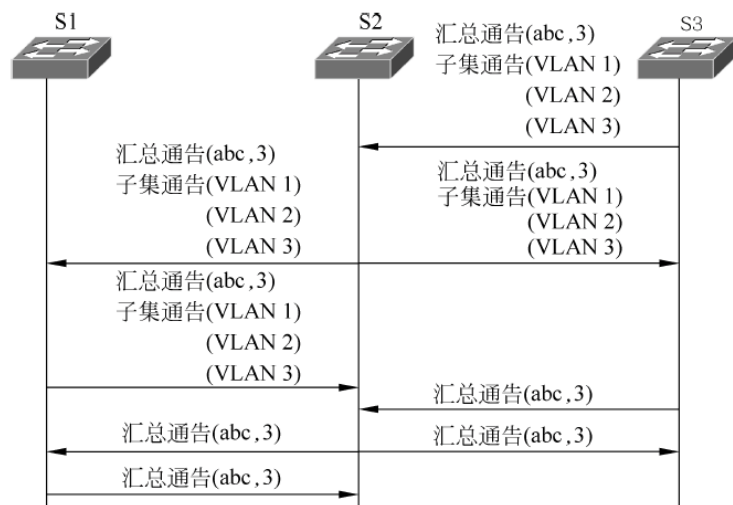 S1
S2
S3
汇总通告(abc,3)
子集通告(VLAN 1)
(VLAN 2)
(VLAN 3)
汇总通告(abc,3)
子集通告(VLAN 1)
(VLAN 2)
(VLAN 3)
汇总通告(abc,3)
子集通告(VLAN 1)
(VLAN 2)
(VLAN 3)
汇总通告(abc,3)
子集通告(VLAN 1)
(VLAN 2)
(VLAN 3)
汇总通告(abc,3)
汇总通告(abc,3)
汇总通告(abc,3)
汇总通告(abc,3)